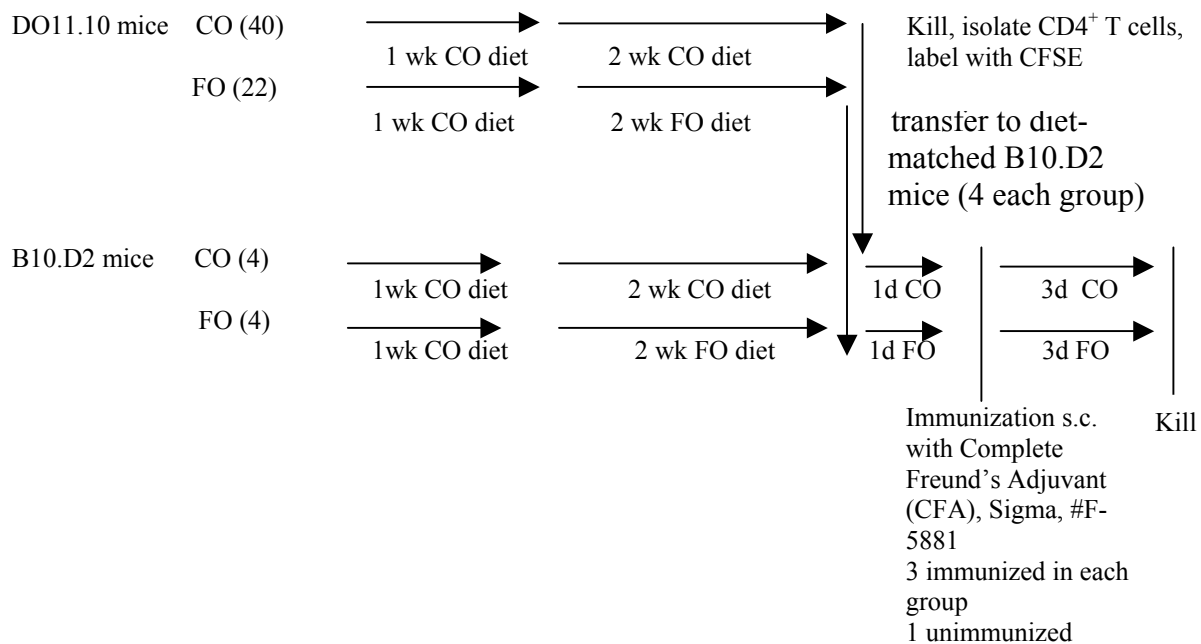 DO11.10 mice CO (40)
1 wk CO diet 2 wk CO diet
Kill, isolate CD4+ T cells,
label with CFSE
FO (22)
1 wk CO diet 2 wk FO diet
transfer to diet-
matched B10.D2
mice (4 each group)
B10.D2 mice CO (4)
1wk CO diet 2 wk CO diet 1d CO 3d CO
FO (4)
1wk CO diet 2 wk FO diet 1d FO 3d FO
Immunization s.c.
with Complete
Freund's Adjuvant
(CFA), Sigma, #F-
5881
3 immunized in each
group
1 unimmunized
Kill